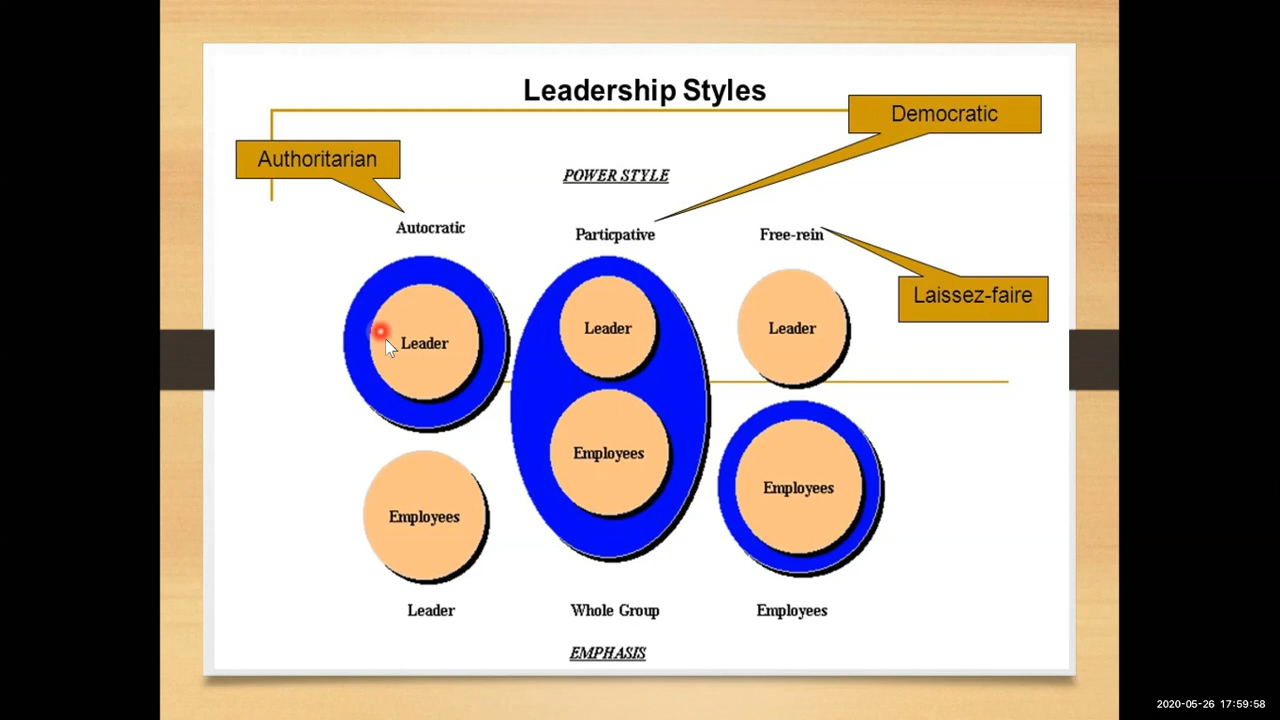 Leadership Styles
Democratic
Authoritarian
POWER STYLE
Autocratic
Particpative
Free-rein
Laissez-faire
Leader
Leader
Leader
Employees
Employees
Employees
Leader
Whole Group
Employees
EMPHASIS
2020-05-26 17:59:58